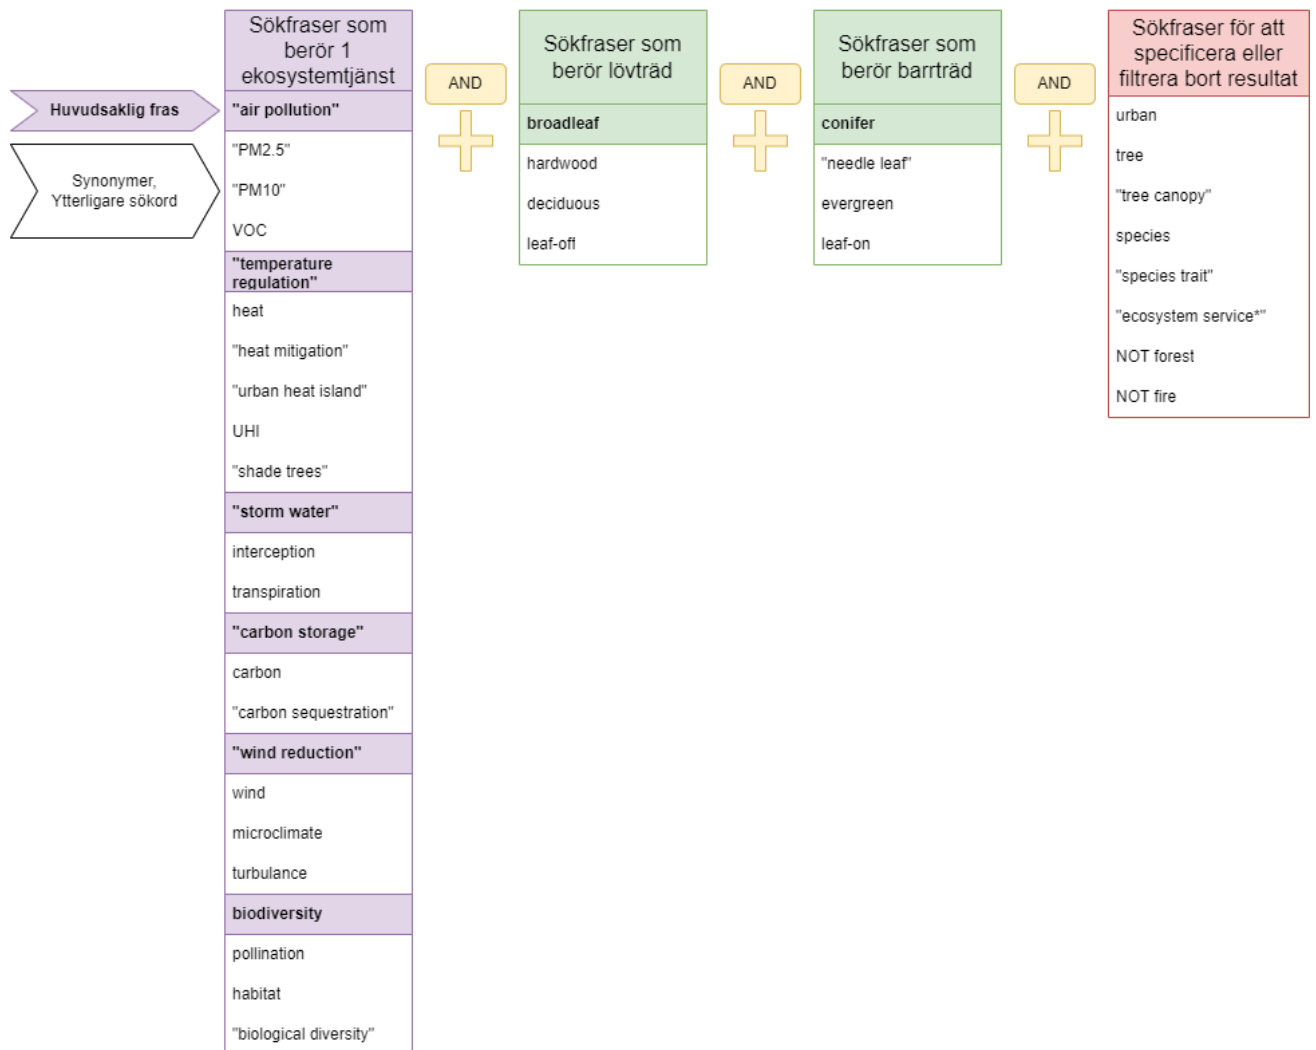 Sökfraser som
berör 1
ekosystemtjänst
Huvudsaklig fras
"air pollution"
Synonymer,
Ytterligare sökord
"PM2.5"
"PM10"
VOC
"temperature
regulation"
heat
"heat mitigation"
"urban heat island"
UHI
"shade trees"
"storm water"
interception
transpiration
"carbon storage"
carbon
"carbon sequestration"
"wind reduction"
wind
microclimate
turbulance
biodiversity
pollination
habitat
"biological diversity"
AND
Sökfraser som
berör lövträd
broadleaf
hardwood
deciduous
leaf-off
AND
Sökfraser som
berör barrträd
conifer
"needle leaf"
evergreen
leaf-on
AND
Sökfraser för att
specificera eller
filtrera bort resultat
urban
tree
"tree canopy"
species
"species trait"
"ecosystem service*"
NOT forest
NOT fire